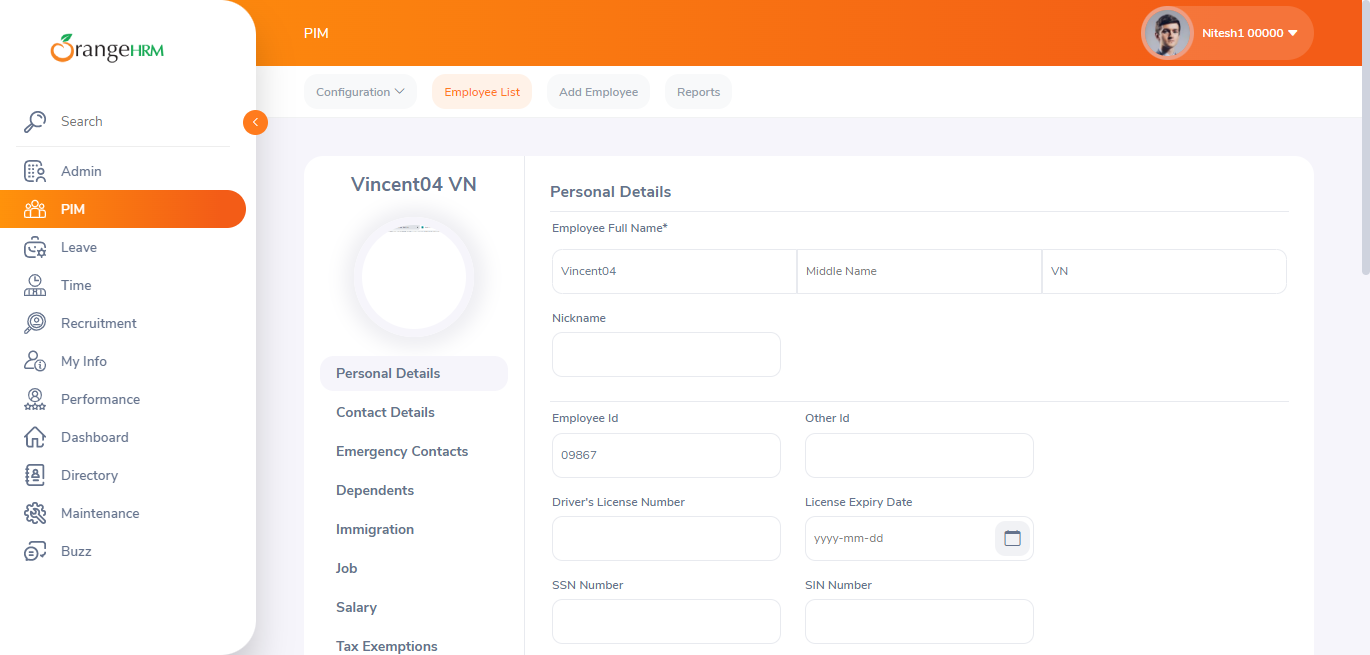 OrangeHRM
Search
Admin
PIM
Leave
Time
Recruitment
My Info
Performance
Dashboard
Directory
Maintenance
Buzz
PIM
Nitesh1 00000
Configuration
Employee List
Add Employee
Reports
Vincent04 VN
Personal Details
Contact Details
Emergency Contacts
Dependents
Immigration
Job
Salary
Tax Exemptions
Personal Details
Employee Full Name*
Vincent04
Middle Name
VN
Nickname
Employee Id
Other Id
09867
Driver's License Number
License Expiry Date
yyyy-mm-dd
SSN Number
SIN Number